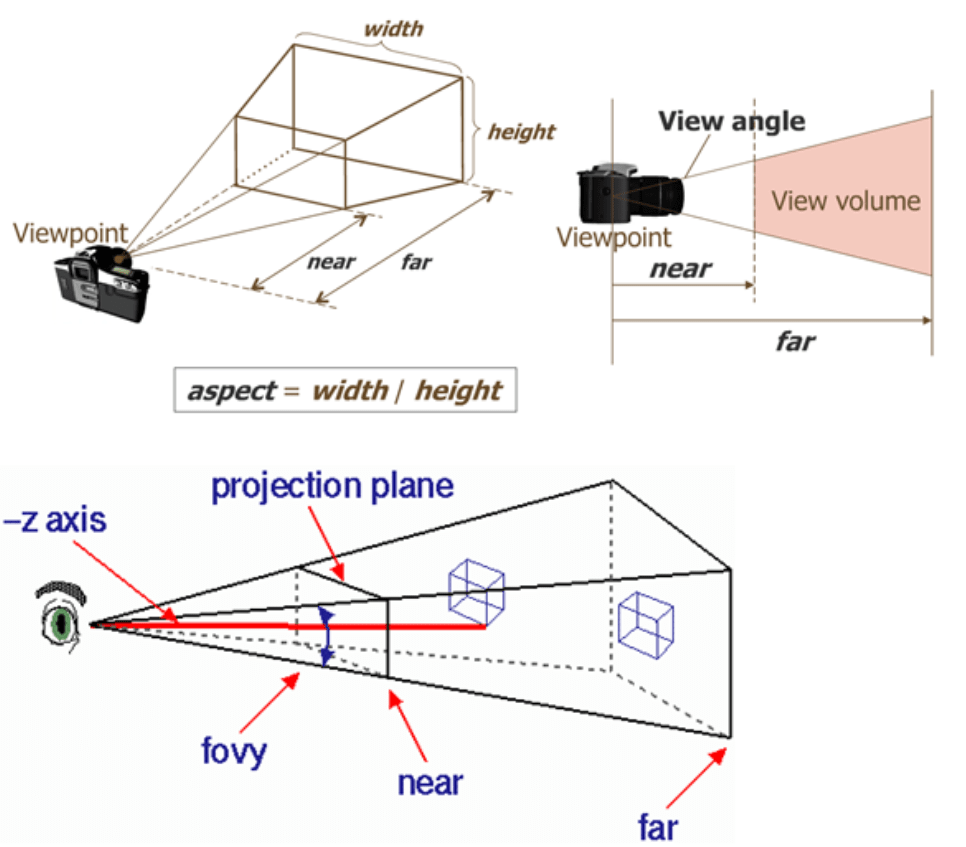 width
height
Viewpoint
near
far
aspect = width / height
View angle
View volume
Viewpoint
near
far
projection plane
–z axis
fovy
near
far